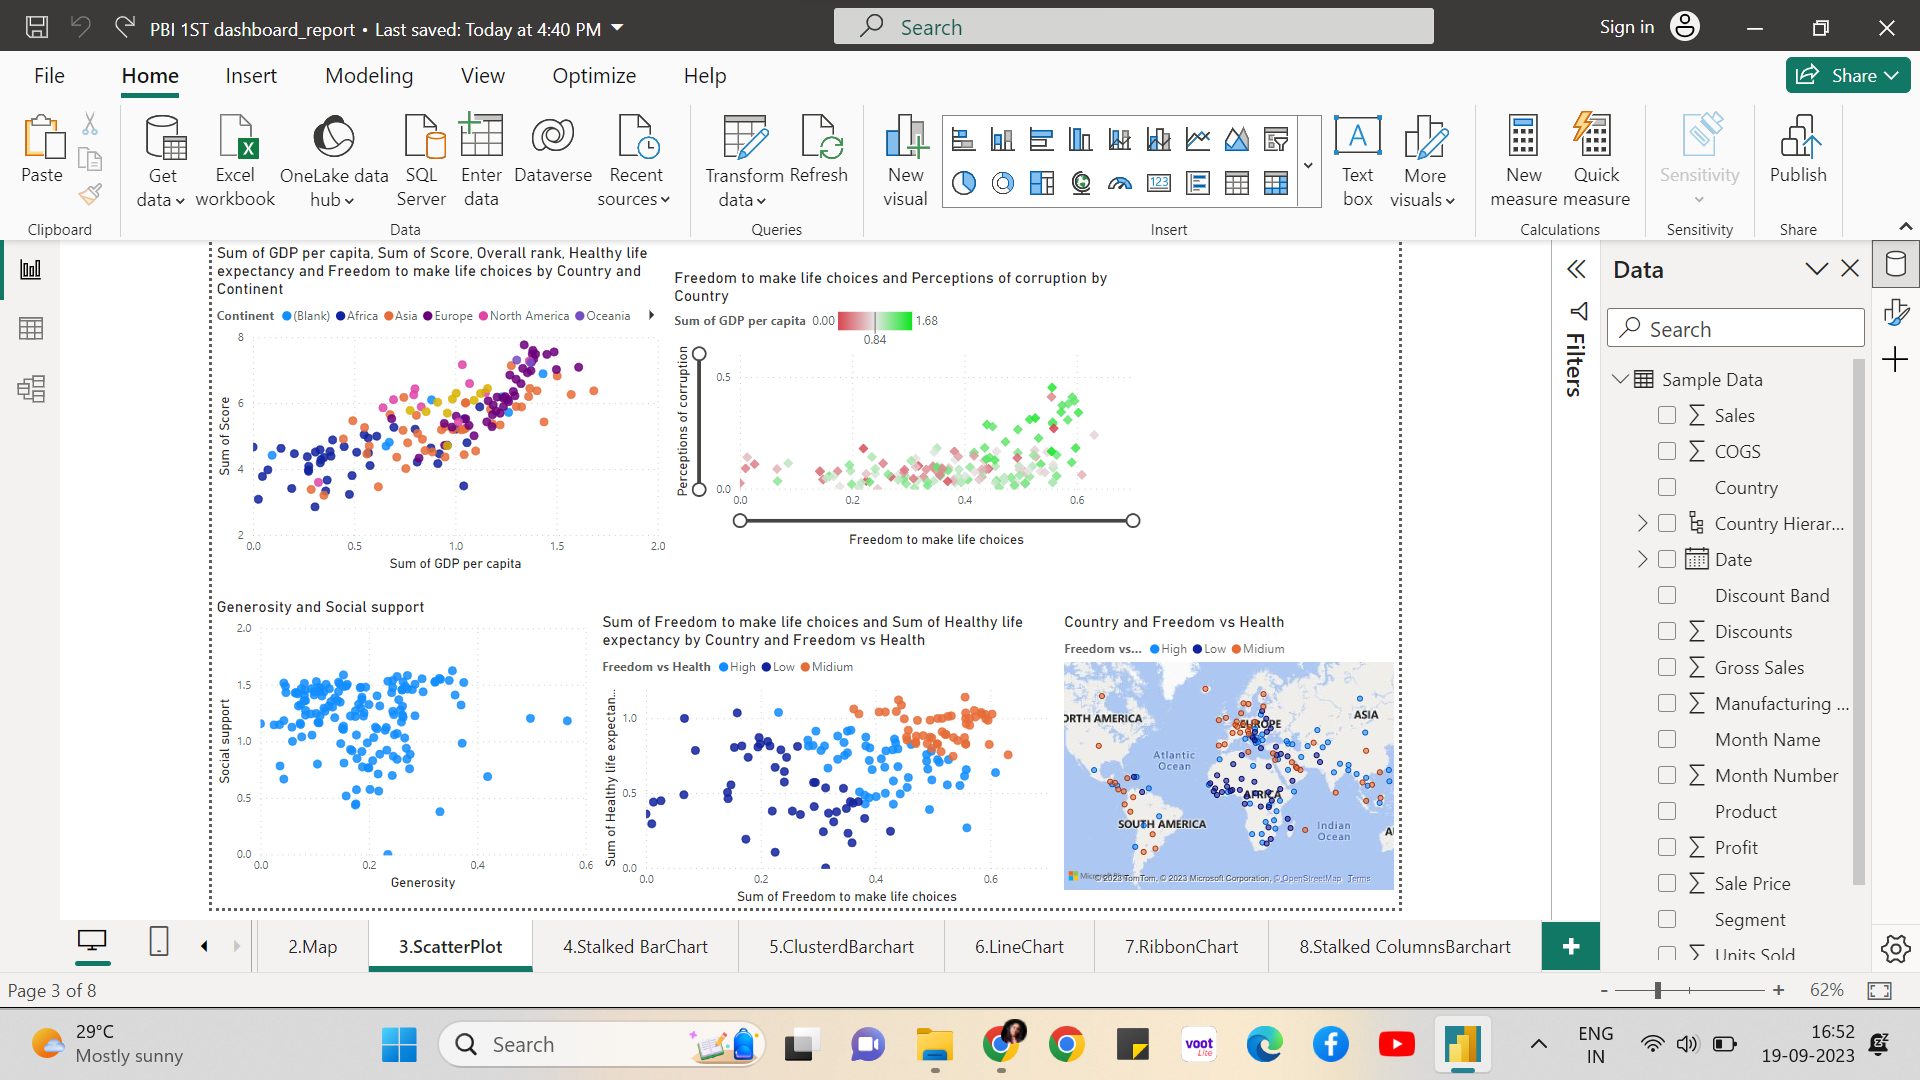 PBI 1ST dashboard_report • Last saved: Today at 4:40 PM
Search
Sign in
File Home Insert Modeling View Optimize Help
Share
Paste
Get data
Excel workbook
OneLake data hub
SQL Server
Enter data
Dataverse
Recent sources
Transform data
Refresh
New visual
Text box
More visuals
New measure
Quick measure
Sensitivity
Publish
Clipboard
Data
Queries
Insert
Calculations
Sensitivity
Share
Sum of GDP per capita, Sum of Score, Overall rank, Healthy life
expectancy and Freedom to make life choices by Country and
Continent
Continent (Blank) Africa Asia Europe North America Oceania
Sum of Score
8
6
4
2
0.0 0.5 1.0 1.5 2.0
Sum of GDP per capita
Freedom to make life choices and Perceptions of corruption by
Country
Sum of GDP per capita 0.00 1.68
0.84
Perceptions of corruption
0.5
0.0
0.0 0.2 0.4 0.6
Freedom to make life choices
Generosity and Social support
Social support
2.0
1.5
1.0
0.5
0.0
0.0 0.2 0.4 0.6
Generosity
Sum of Freedom to make life choices and Sum of Healthy life
expectancy by Country and Freedom vs Health
Freedom vs Health High Low Midium
Sum of Healthy life expectan...
1.0
0.5
0.0
0.0 0.2 0.4 0.6
Sum of Freedom to make life choices
Country and Freedom vs Health
Freedom vs... High Low Midium
ORTH AMERICA
EUROPE
ASIA
Atlantic
Ocean
AFRICA
SOUTH AMERICA
Indian
Ocean
A
© 2023 TomTom, © 2023 Microsoft Corporation, © OpenStreetMap Terms
Filters
Data
Search
Sample Data
Sales
COGS
Country
Country Hierar...
Date
Discount Band
Discounts
Gross Sales
Manufacturing ...
Month Name
Month Number
Product
Profit
Sale Price
Segment
Units Sold
2.Map
3.ScatterPlot
4.Stalked BarChart
5.ClusterdBarchart
6.LineChart
7.RibbonChart
8.Stalked ColumnsBarchart
Page 3 of 8
- + 62%
29°C
Mostly sunny
Search
voot
Lite
ENG
IN
16:52
19-09-2023